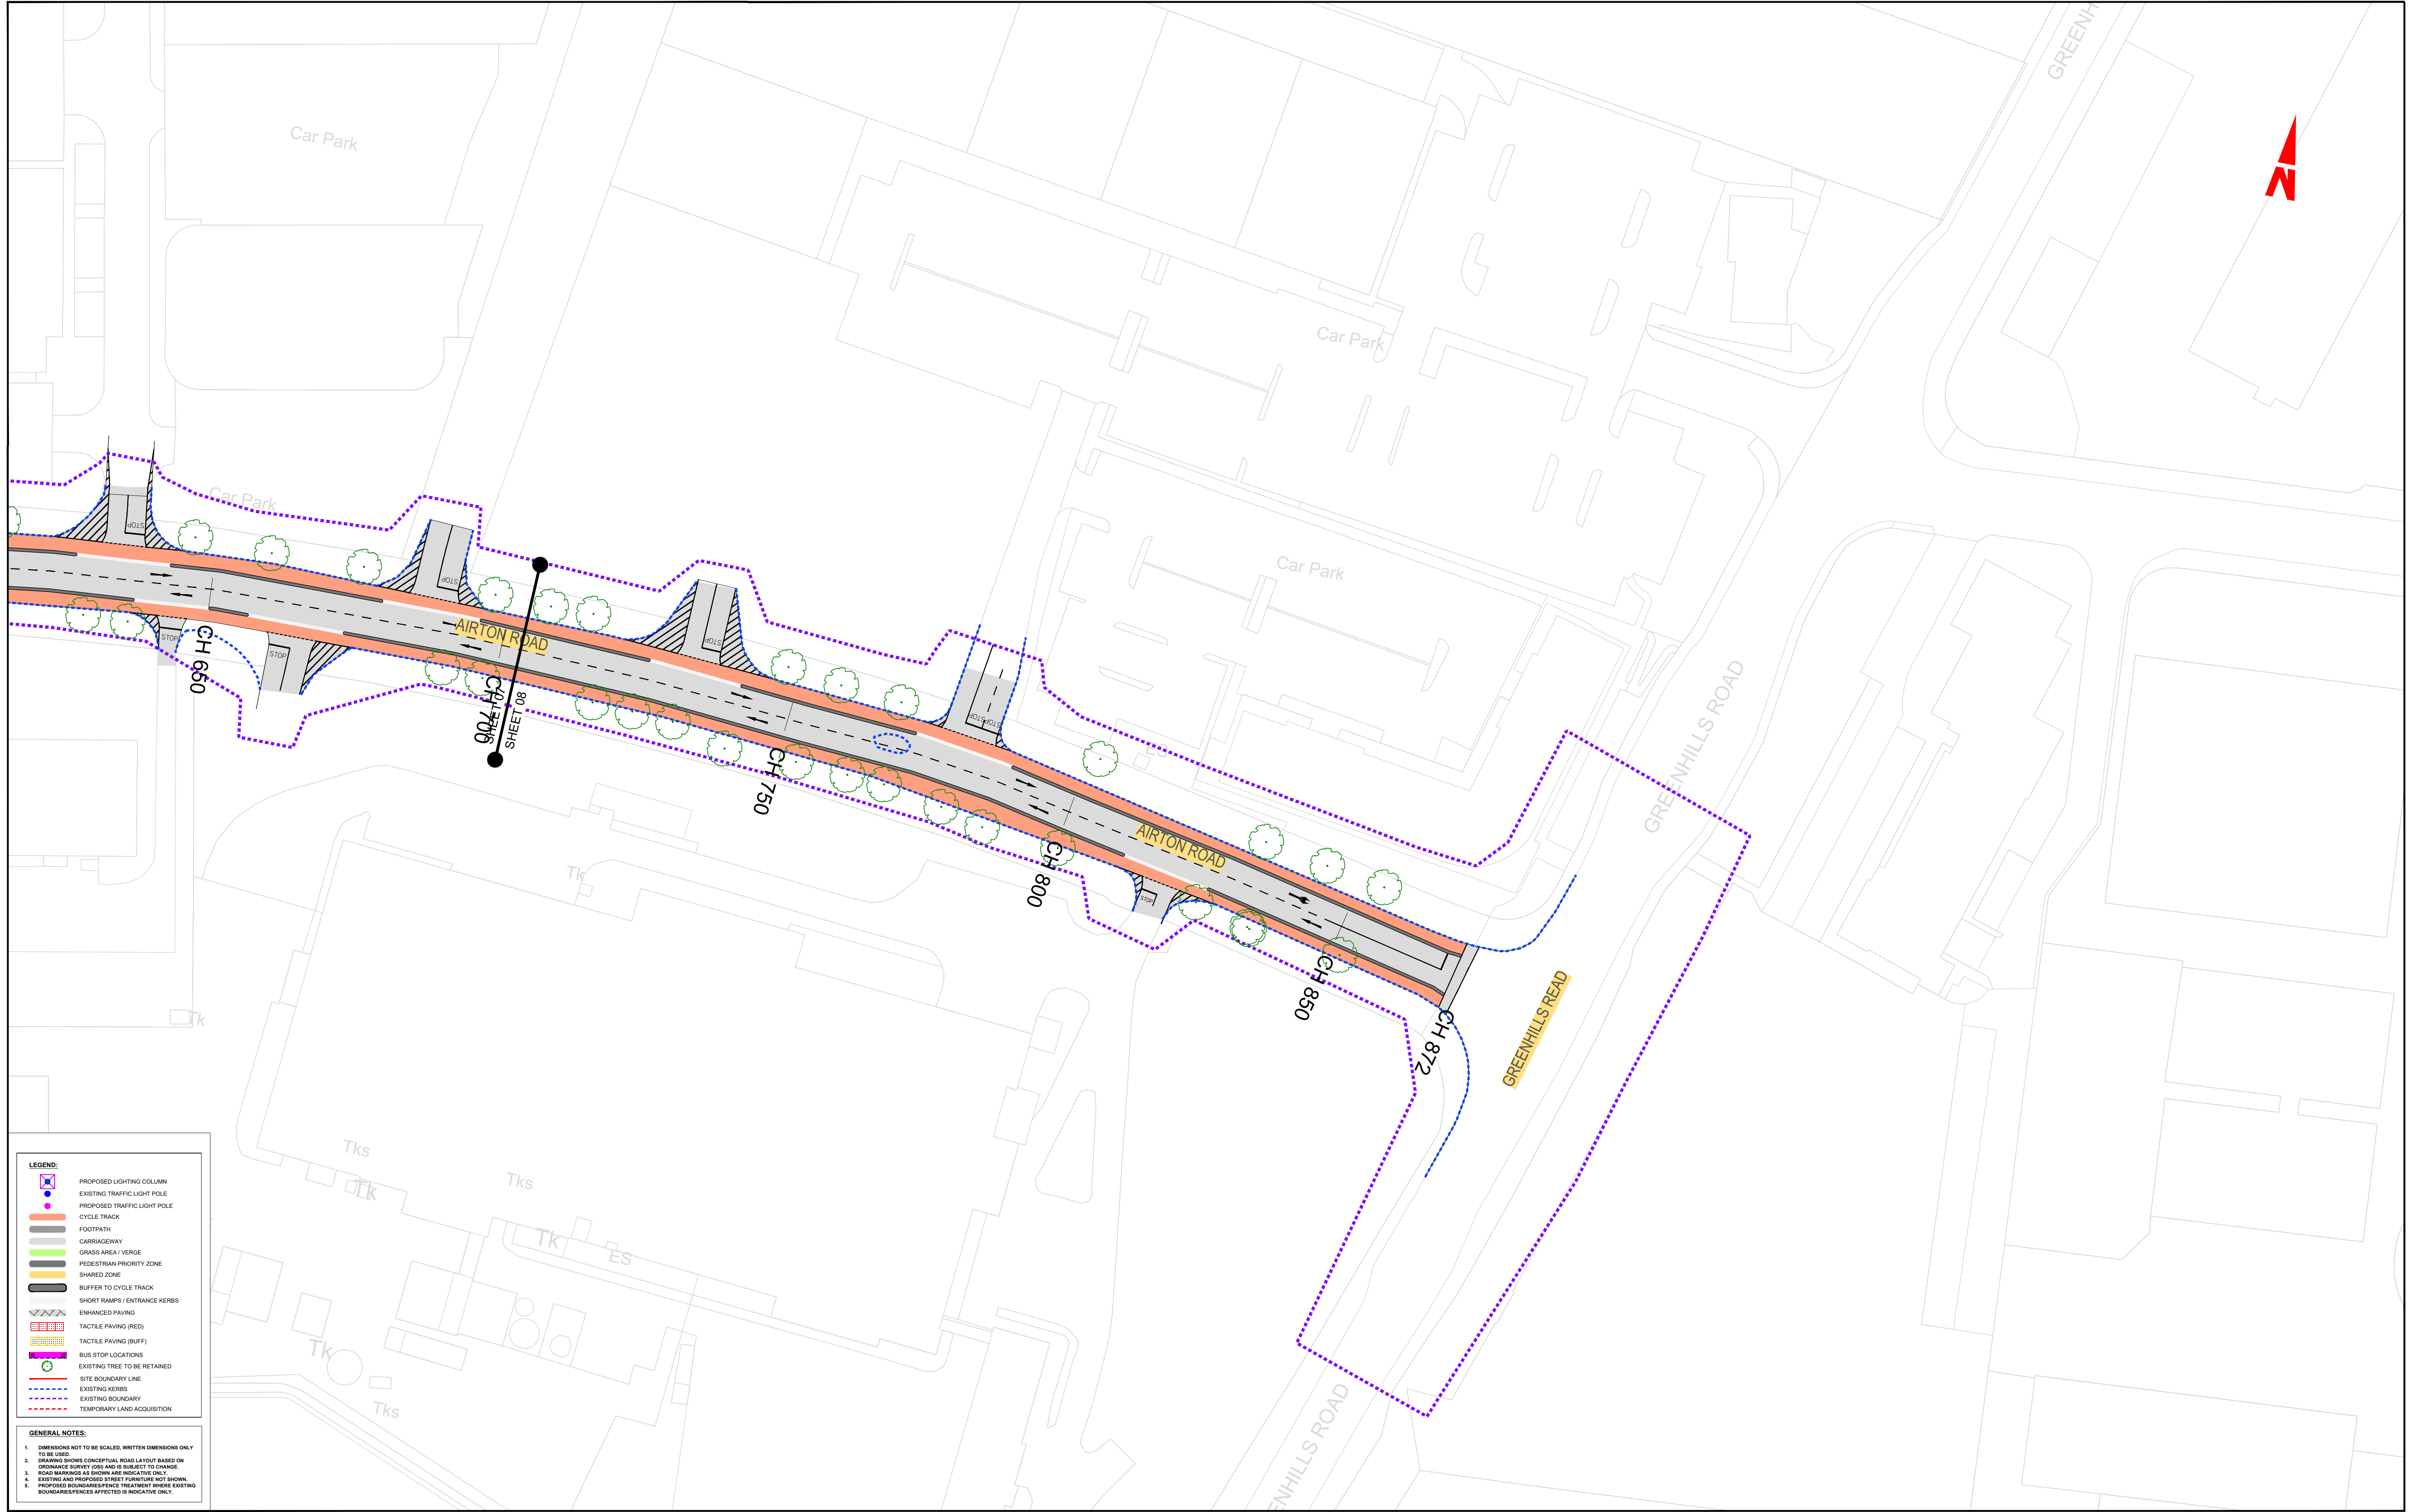 GREENH
Car Park
Car Park
Car Park
Car Park
N
STOP
STOP
STOP
STOP
STOP
STOPSTOP
STOP
AIRTON ROAD
AIRTON ROAD
CH 650
CH 700
SHEET 07
SHEET 08
CH 750
CH 800
CH 850
CH 872
GREENHILLS ROAD
GREENHILLS READ
ENHILLS ROAD
Tk
Tk
Tks
Tk
Tks
Tk
ES
Tk
Tks
LEGEND:
PROPOSED LIGHTING COLUMN
EXISTING TRAFFIC LIGHT POLE
PROPOSED TRAFFIC LIGHT POLE
CYCLE TRACK
FOOTPATH
CARRIAGEWAY
GRASS AREA / VERGE
PEDESTRIAN PRIORITY ZONE
SHARED ZONE
BUFFER TO CYCLE TRACK
SHORT RAMPS / ENTRANCE KERBS
ENHANCED PAVING
TACTILE PAVING (RED)
TACTILE PAVING (BUFF)
BUS STOP LOCATIONS
EXISTING TREE TO BE RETAINED
SITE BOUNDARY LINE
EXISTING KERBS
EXISTING BOUNDARY
TEMPORARY LAND ACQUISITION
GENERAL NOTES:
1. DIMENSIONS NOT TO BE SCALED, WRITTEN DIMENSIONS ONLY
TO BE USED.
2. DRAWING SHOWS CONCEPTUAL ROAD LAYOUT BASED ON
ORDINANCE SURVEY (OSI) AND IS SUBJECT TO CHANGE.
3. ROAD MARKINGS AS SHOWN ARE INDICATIVE ONLY.
4. EXISTING AND PROPOSED STREET FURNITURE NOT SHOWN.
5. PROPOSED BOUNDARIES/FENCE TREATMENT WHERE EXISTING
BOUNDARIES/FENCES AFFECTED IS INDICATIVE ONLY.